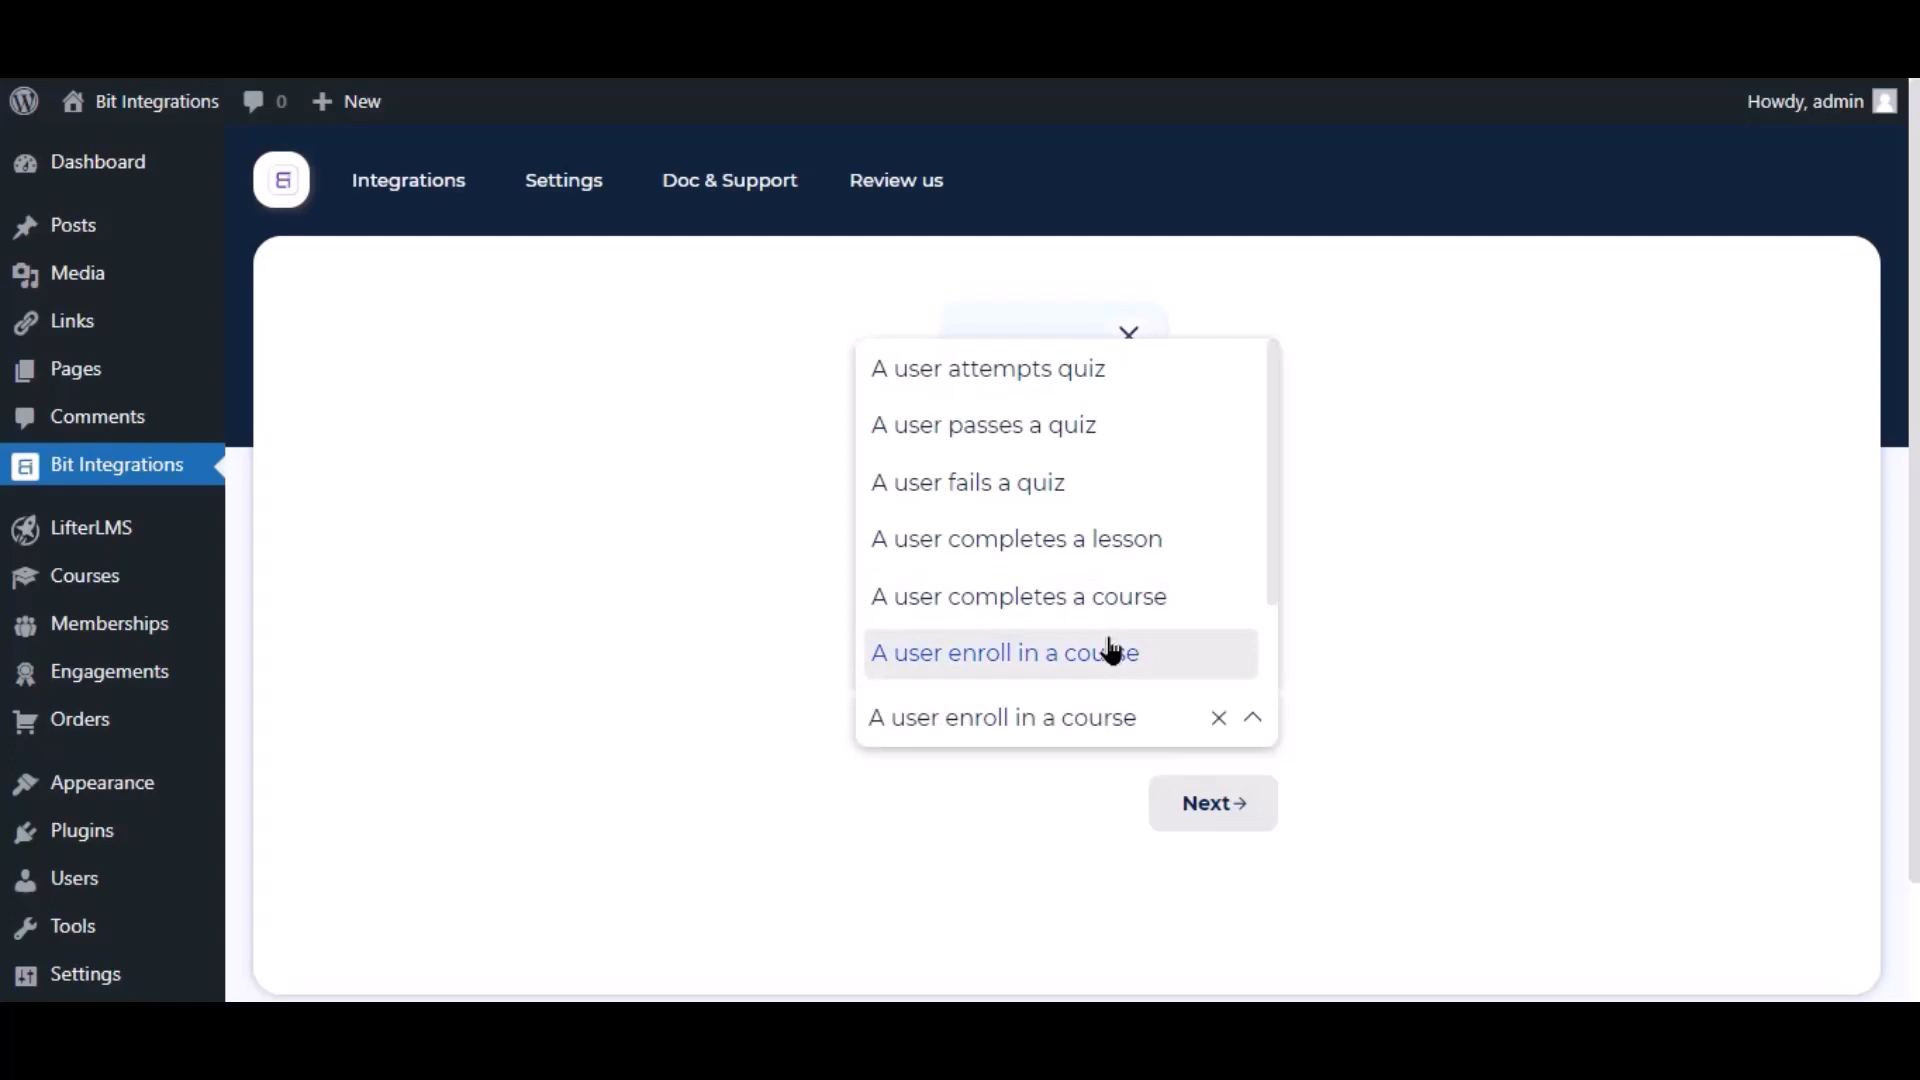 Bit Integrations 0 New Howdy, admin
Dashboard
Posts
Media
Links
Pages
Comments
Bit Integrations
LifterLMS
Courses
Memberships
Engagements
Orders
Appearance
Plugins
Users
Tools
Settings
Integrations Settings Doc & Support Review us
A user attempts quiz
A user passes a quiz
A user fails a quiz
A user completes a lesson
A user completes a course
A user enroll in a course
A user enroll in a course
Next